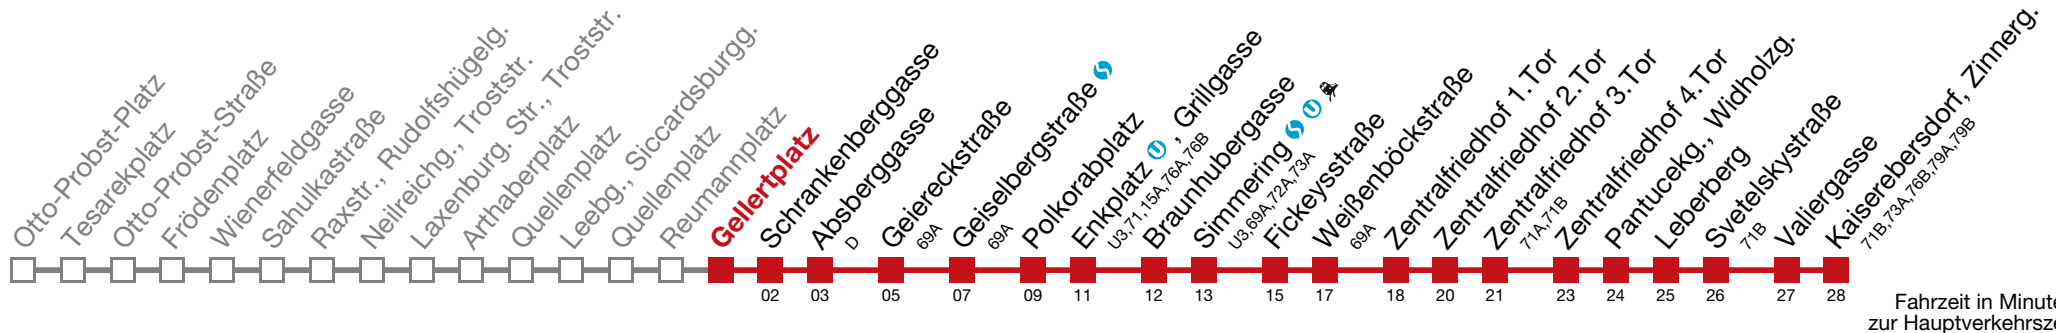 Otto-Probst-Platz
Tesarekplatz
Otto-Probst-Straße
Frödenplatz
Wienerfeldgasse
Sahulkastraße
Raxstr., Rudolfshügelg.
Neilreichg., Troststr.
Laxenburg. Str., Troststr.
Arthaberplatz
Quellenplatz
Leebg., Siccardsburgg.
Quellenplatz
Reumannplatz
Gellertplatz
Schrankenberggasse
02
Absberggasse
D
03
Geiereckstraße
69A
05
Geiselbergstraße S
69A
07
Polkorabplatz
09
Enkplatz U, Grillgasse
U3,71,15A,76A,76B
11
Braunhubergasse
12
Simmering S U
U3,69A,72A,73A
13
Fickeysstraße
15
Weißenböckstraße
69A
17
Zentralfriedhof 1.Tor
18
Zentralfriedhof 2.Tor
20
Zentralfriedhof 3.Tor
71A,71B
21
Zentralfriedhof 4.Tor
23
Pantucekg., Widholzg.
24
Leberberg
25
Svetelskystraße
71B
26
Valiergasse
27
Kaiserebersdorf, Zinnerg.
71B,73A,76B,79A,79B
28
Fahrzeit in Minute
zur Hauptverkehrsz